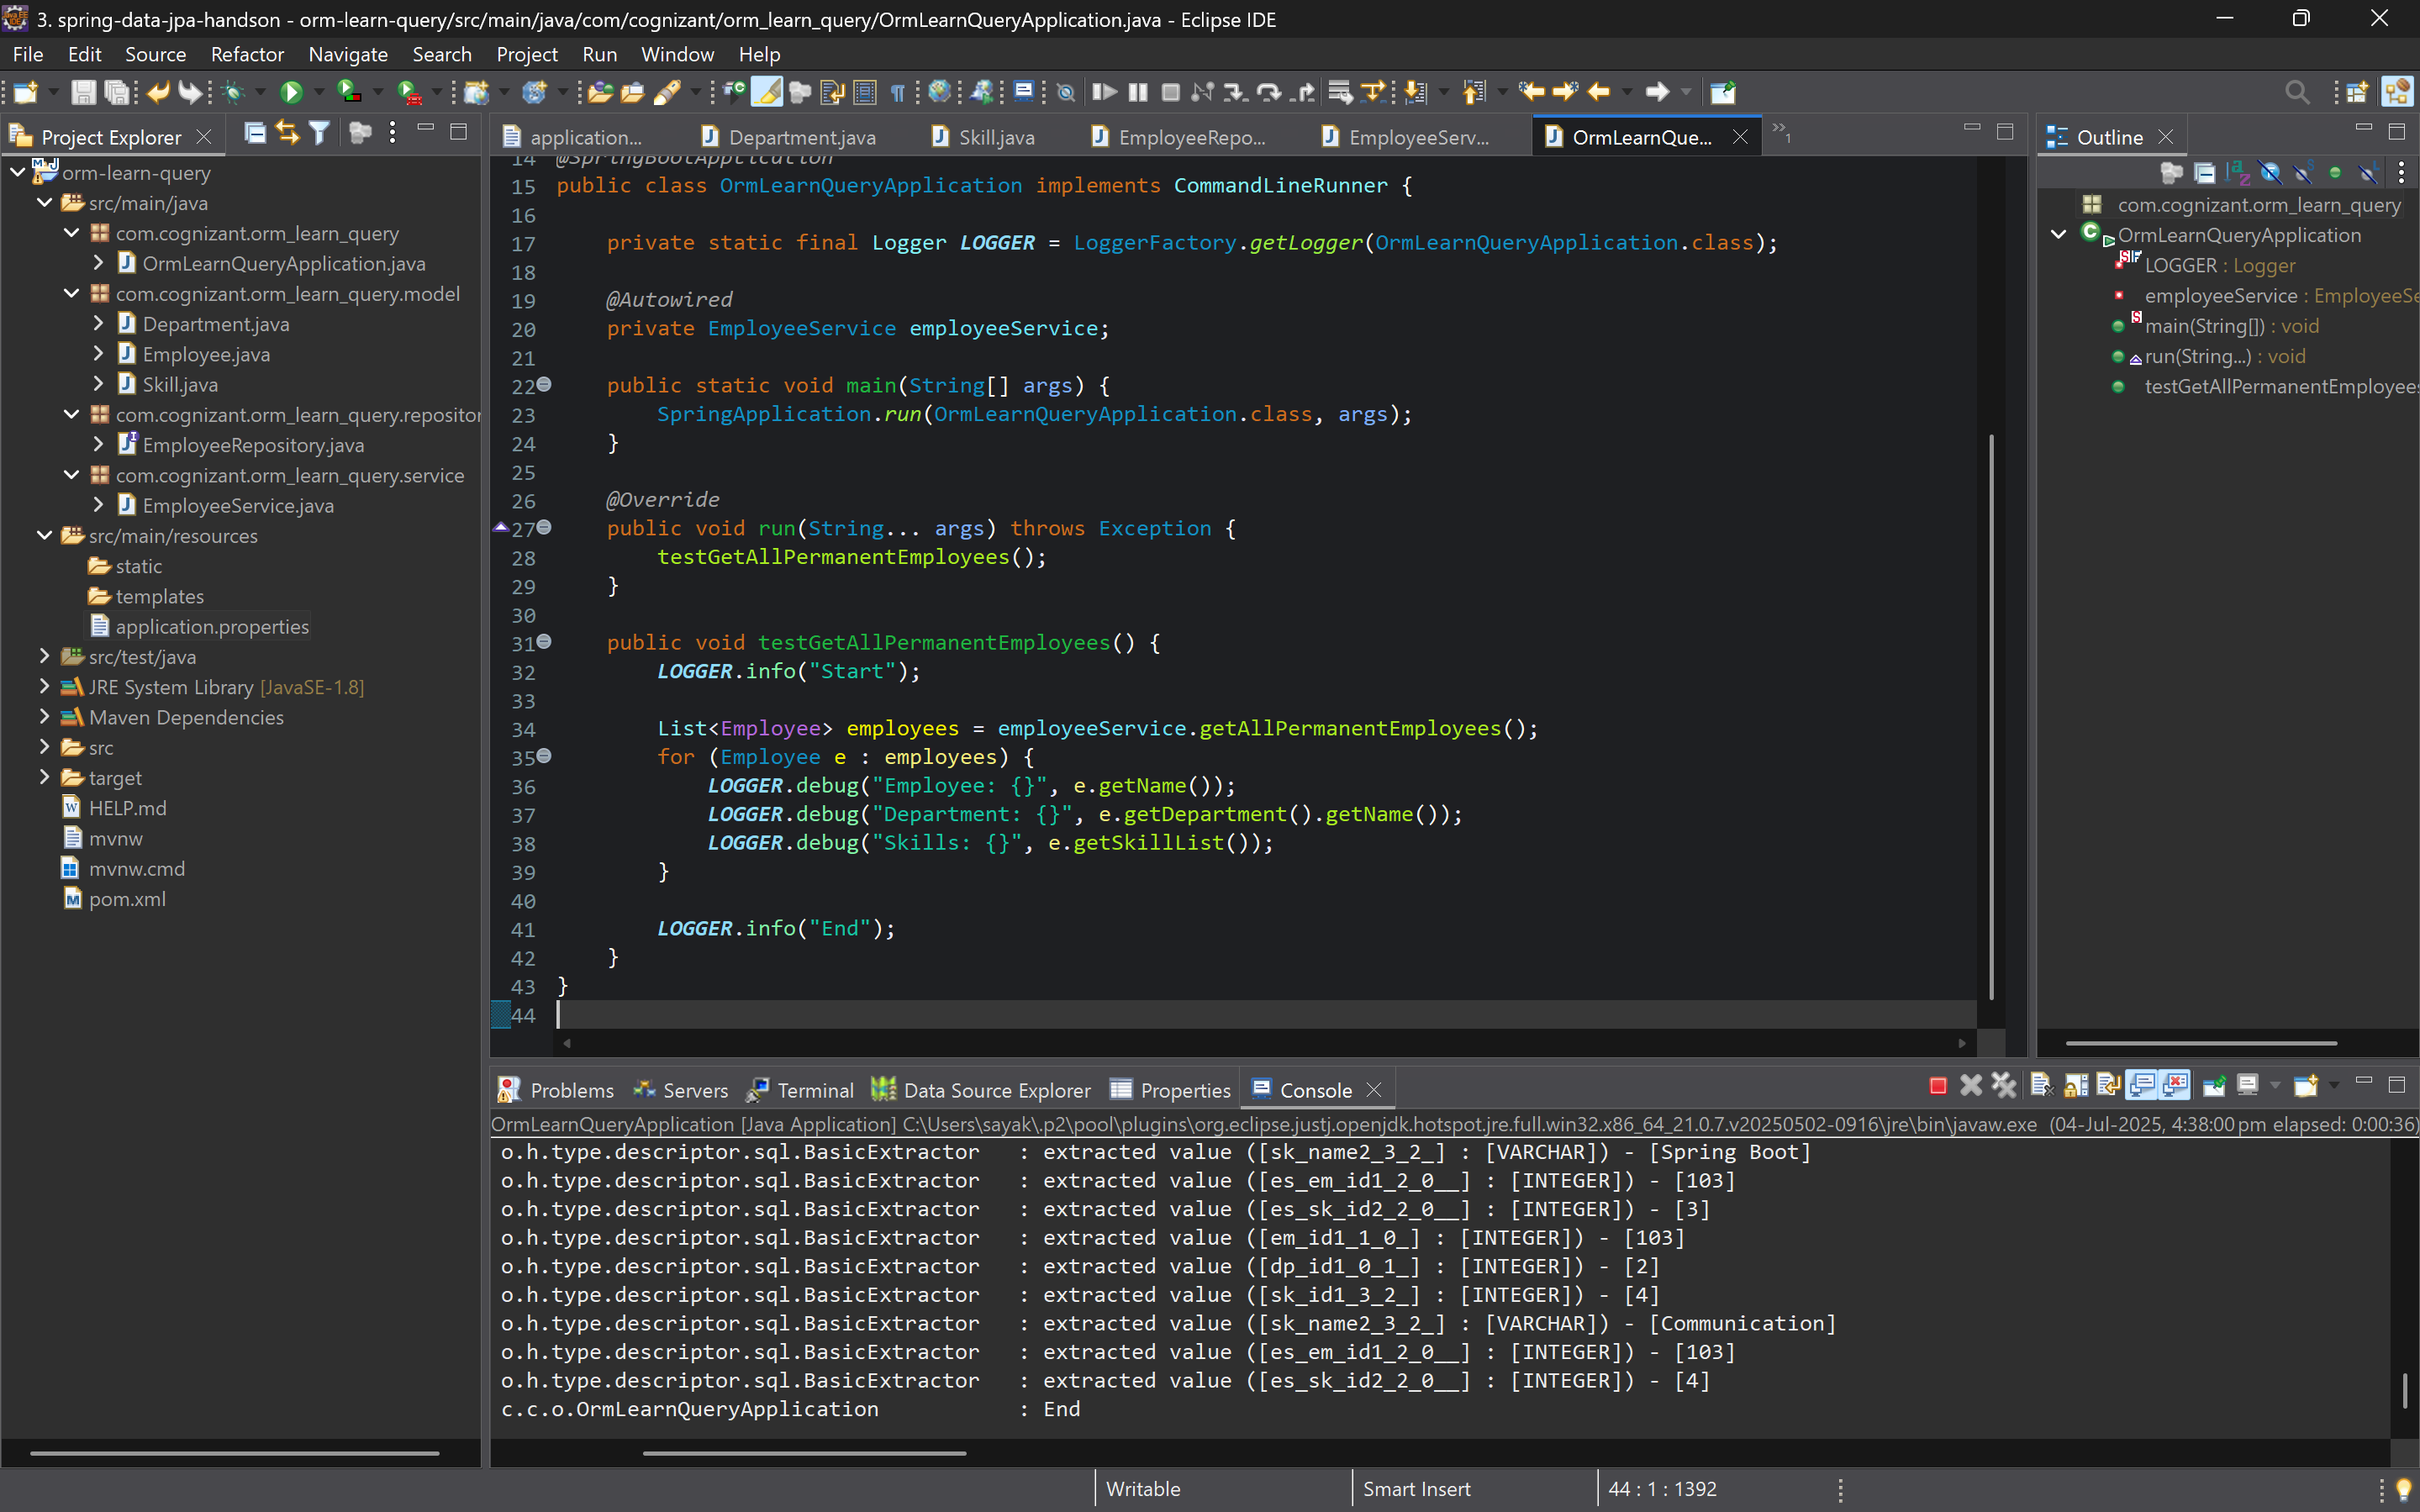 3. spring-data-jpa-handson - orm-learn-query/src/main/java/com/cognizant/orm_learn_query/OrmLearnQueryApplication.java - Eclipse IDE
File Edit Source Refactor Navigate Search Project Run Window Help
Project Explorer
orm-learn-query
src/main/java
com.cognizant.orm_learn_query
OrmLearnQueryApplication.java
com.cognizant.orm_learn_query.model
Department.java
Employee.java
Skill.java
com.cognizant.orm_learn_query.repositor
EmployeeRepository.java
com.cognizant.orm_learn_query.service
EmployeeService.java
src/main/resources
static
templates
application.properties
src/test/java
JRE System Library [JavaSE-1.8]
Maven Dependencies
src
target
HELP.md
mvnw
mvnw.cmd
pom.xml
application... Department.java Skill.java EmployeeRepo... EmployeeServ... OrmLearnQue... 1
14 @SpringBootApplication
15 public class OrmLearnQueryApplication implements CommandLineRunner {
16
17 private static final Logger LOGGER = LoggerFactory.getLogger(OrmLearnQueryApplication.class);
18
19 @Autowired
20 private EmployeeService employeeService;
21
22 public static void main(String[] args) {
23 SpringApplication.run(OrmLearnQueryApplication.class, args);
24 }
25
26 @Override
27 public void run(String... args) throws Exception {
28 testGetAllPermanentEmployees();
29 }
30
31 public void testGetAllPermanentEmployees() {
32 LOGGER.info("Start");
33
34 List<Employee> employees = employeeService.getAllPermanentEmployees();
35 for (Employee e : employees) {
36 LOGGER.debug("Employee: {}", e.getName());
37 LOGGER.debug("Department: {}", e.getDepartment().getName());
38 LOGGER.debug("Skills: {}", e.getSkillList());
39 }
40
41 LOGGER.info("End");
42 }
43 }
44
Outline
com.cognizant.orm_learn_query
OrmLearnQueryApplication
LOGGER : Logger
employeeService : EmployeeSe
main(String[]) : void
run(String...) : void
testGetAllPermanentEmployees
Problems Servers Terminal Data Source Explorer Properties Console
OrmLearnQueryApplication [Java Application] C:\Users\sayak\.p2\pool\plugins\org.eclipse.justj.openjdk.hotspot.jre.full.win32.x86_64_21.0.7.v20250502-0916\jre\bin\javaw.exe (04-Jul-2025, 4:38:00 pm elapsed: 0:00:36)
o.h.type.descriptor.sql.BasicExtractor : extracted value ([sk_name2_3_2_] : [VARCHAR]) - [Spring Boot]
o.h.type.descriptor.sql.BasicExtractor : extracted value ([es_em_id1_2_0__] : [INTEGER]) - [103]
o.h.type.descriptor.sql.BasicExtractor : extracted value ([es_sk_id2_2_0__] : [INTEGER]) - [3]
o.h.type.descriptor.sql.BasicExtractor : extracted value ([em_id1_1_0_] : [INTEGER]) - [103]
o.h.type.descriptor.sql.BasicExtractor : extracted value ([dp_id1_0_1_] : [INTEGER]) - [2]
o.h.type.descriptor.sql.BasicExtractor : extracted value ([sk_id1_3_2_] : [INTEGER]) - [4]
o.h.type.descriptor.sql.BasicExtractor : extracted value ([sk_name2_3_2_] : [VARCHAR]) - [Communication]
o.h.type.descriptor.sql.BasicExtractor : extracted value ([es_em_id1_2_0__] : [INTEGER]) - [103]
o.h.type.descriptor.sql.BasicExtractor : extracted value ([es_sk_id2_2_0__] : [INTEGER]) - [4]
c.c.o.OrmLearnQueryApplication : End
Writable Smart Insert 44 : 1 : 1392